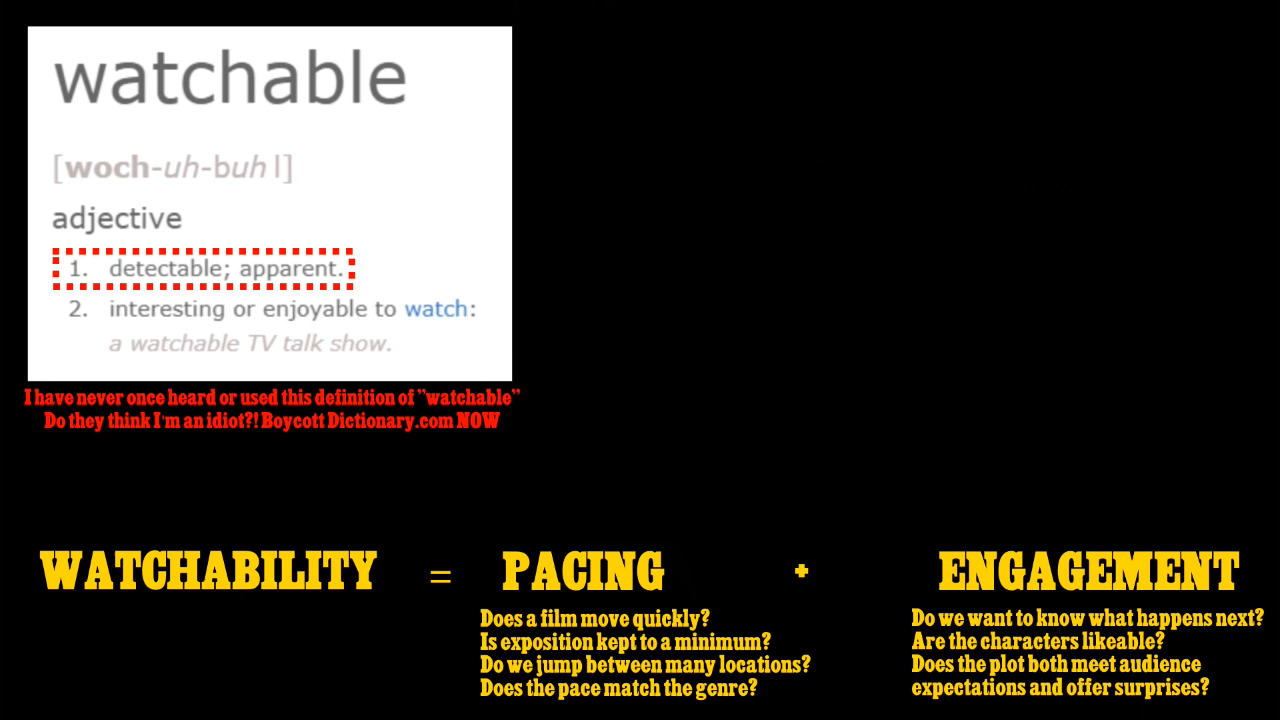 watchable
[woch-uh-buh l]
adjective
1. detectable; apparent.
2. interesting or enjoyable to watch:
a watchable TV talk show.
I have never once heard or used this definition of "watchable"
Do they think I'm an idiot?! Boycott Dictionary.com NOW
WATCHABILITY = PACING + ENGAGEMENT
Does a film move quickly?
Is exposition kept to a minimum?
Do we jump between many locations?
Does the pace match the genre?
Do we want to know what happens next?
Are the characters likeable?
Does the plot both meet audience
expectations and offer surprises?